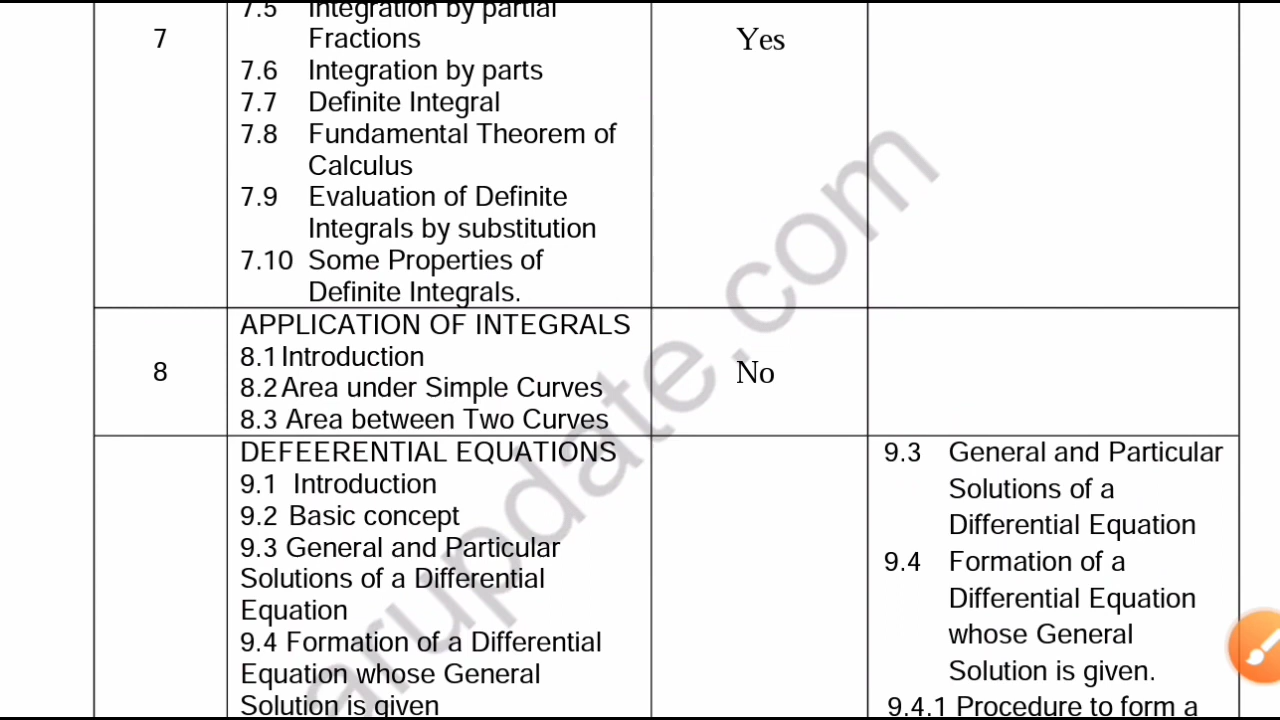 7.5 Integration by partial
Fractions
7
Yes
7.6 Integration by parts
7.7 Definite Integral
7.8 Fundamental Theorem of
Calculus
7.9 Evaluation of Definite
Integrals by substitution
7.10 Some Properties of
Definite Integrals.
APPLICATION OF INTEGRALS
8.1 Introduction
8
No
8.2 Area under Simple Curves
8.3 Area between Two Curves
DEFEERENTIAL EQUATIONS
9.1 Introduction
9.2 Basic concept
9.3 General and Particular
Solutions of a Differential
Equation
9.4 Formation of a Differential
Equation whose General
Solution is given
9.3 General and Particular
Solutions of a
Differential Equation
9.4 Formation of a
Differential Equation
whose General
Solution is given.
9.4.1 Procedure to form a
arupdate.com